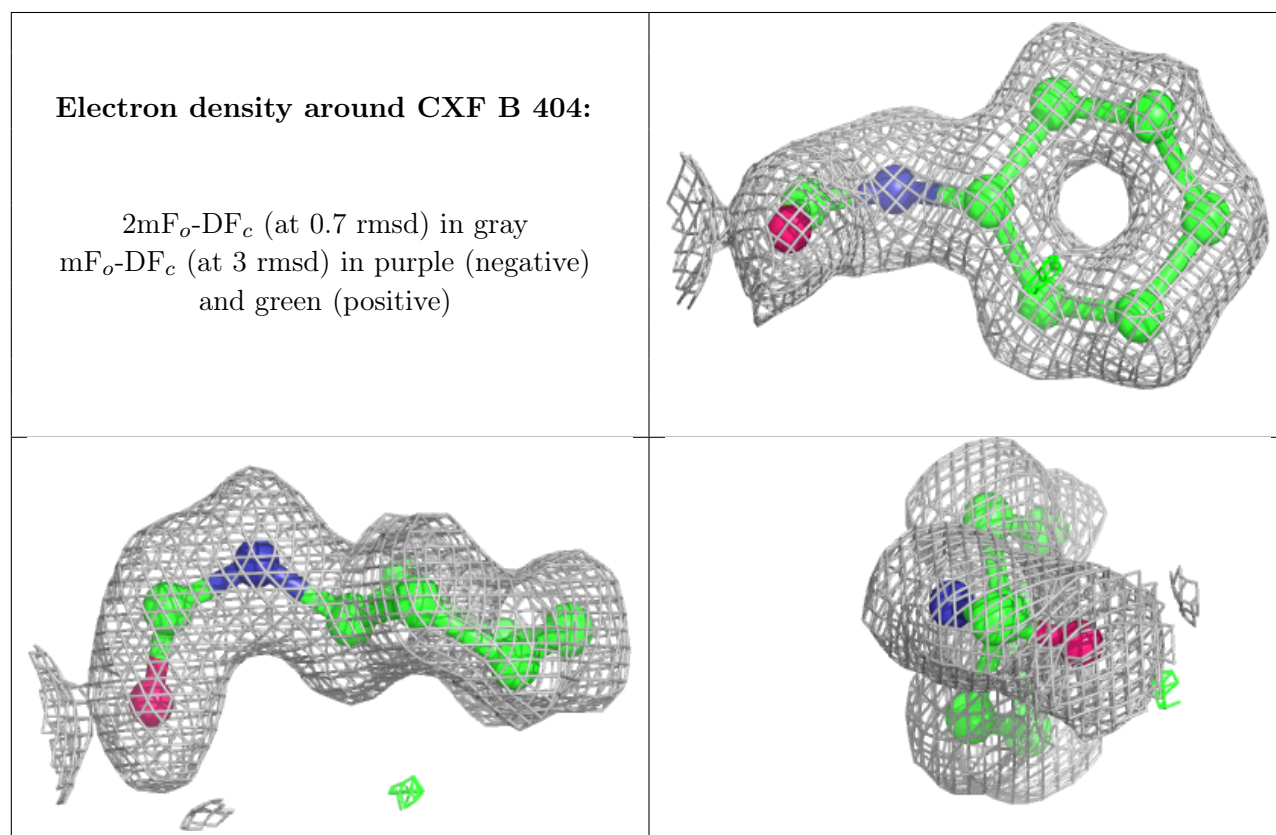 Electron density around CXF B 404:
2mFo-DFc (at 0.7 rmsd) in gray
mFo-DFc (at 3 rmsd) in purple (negative)
and green (positive)